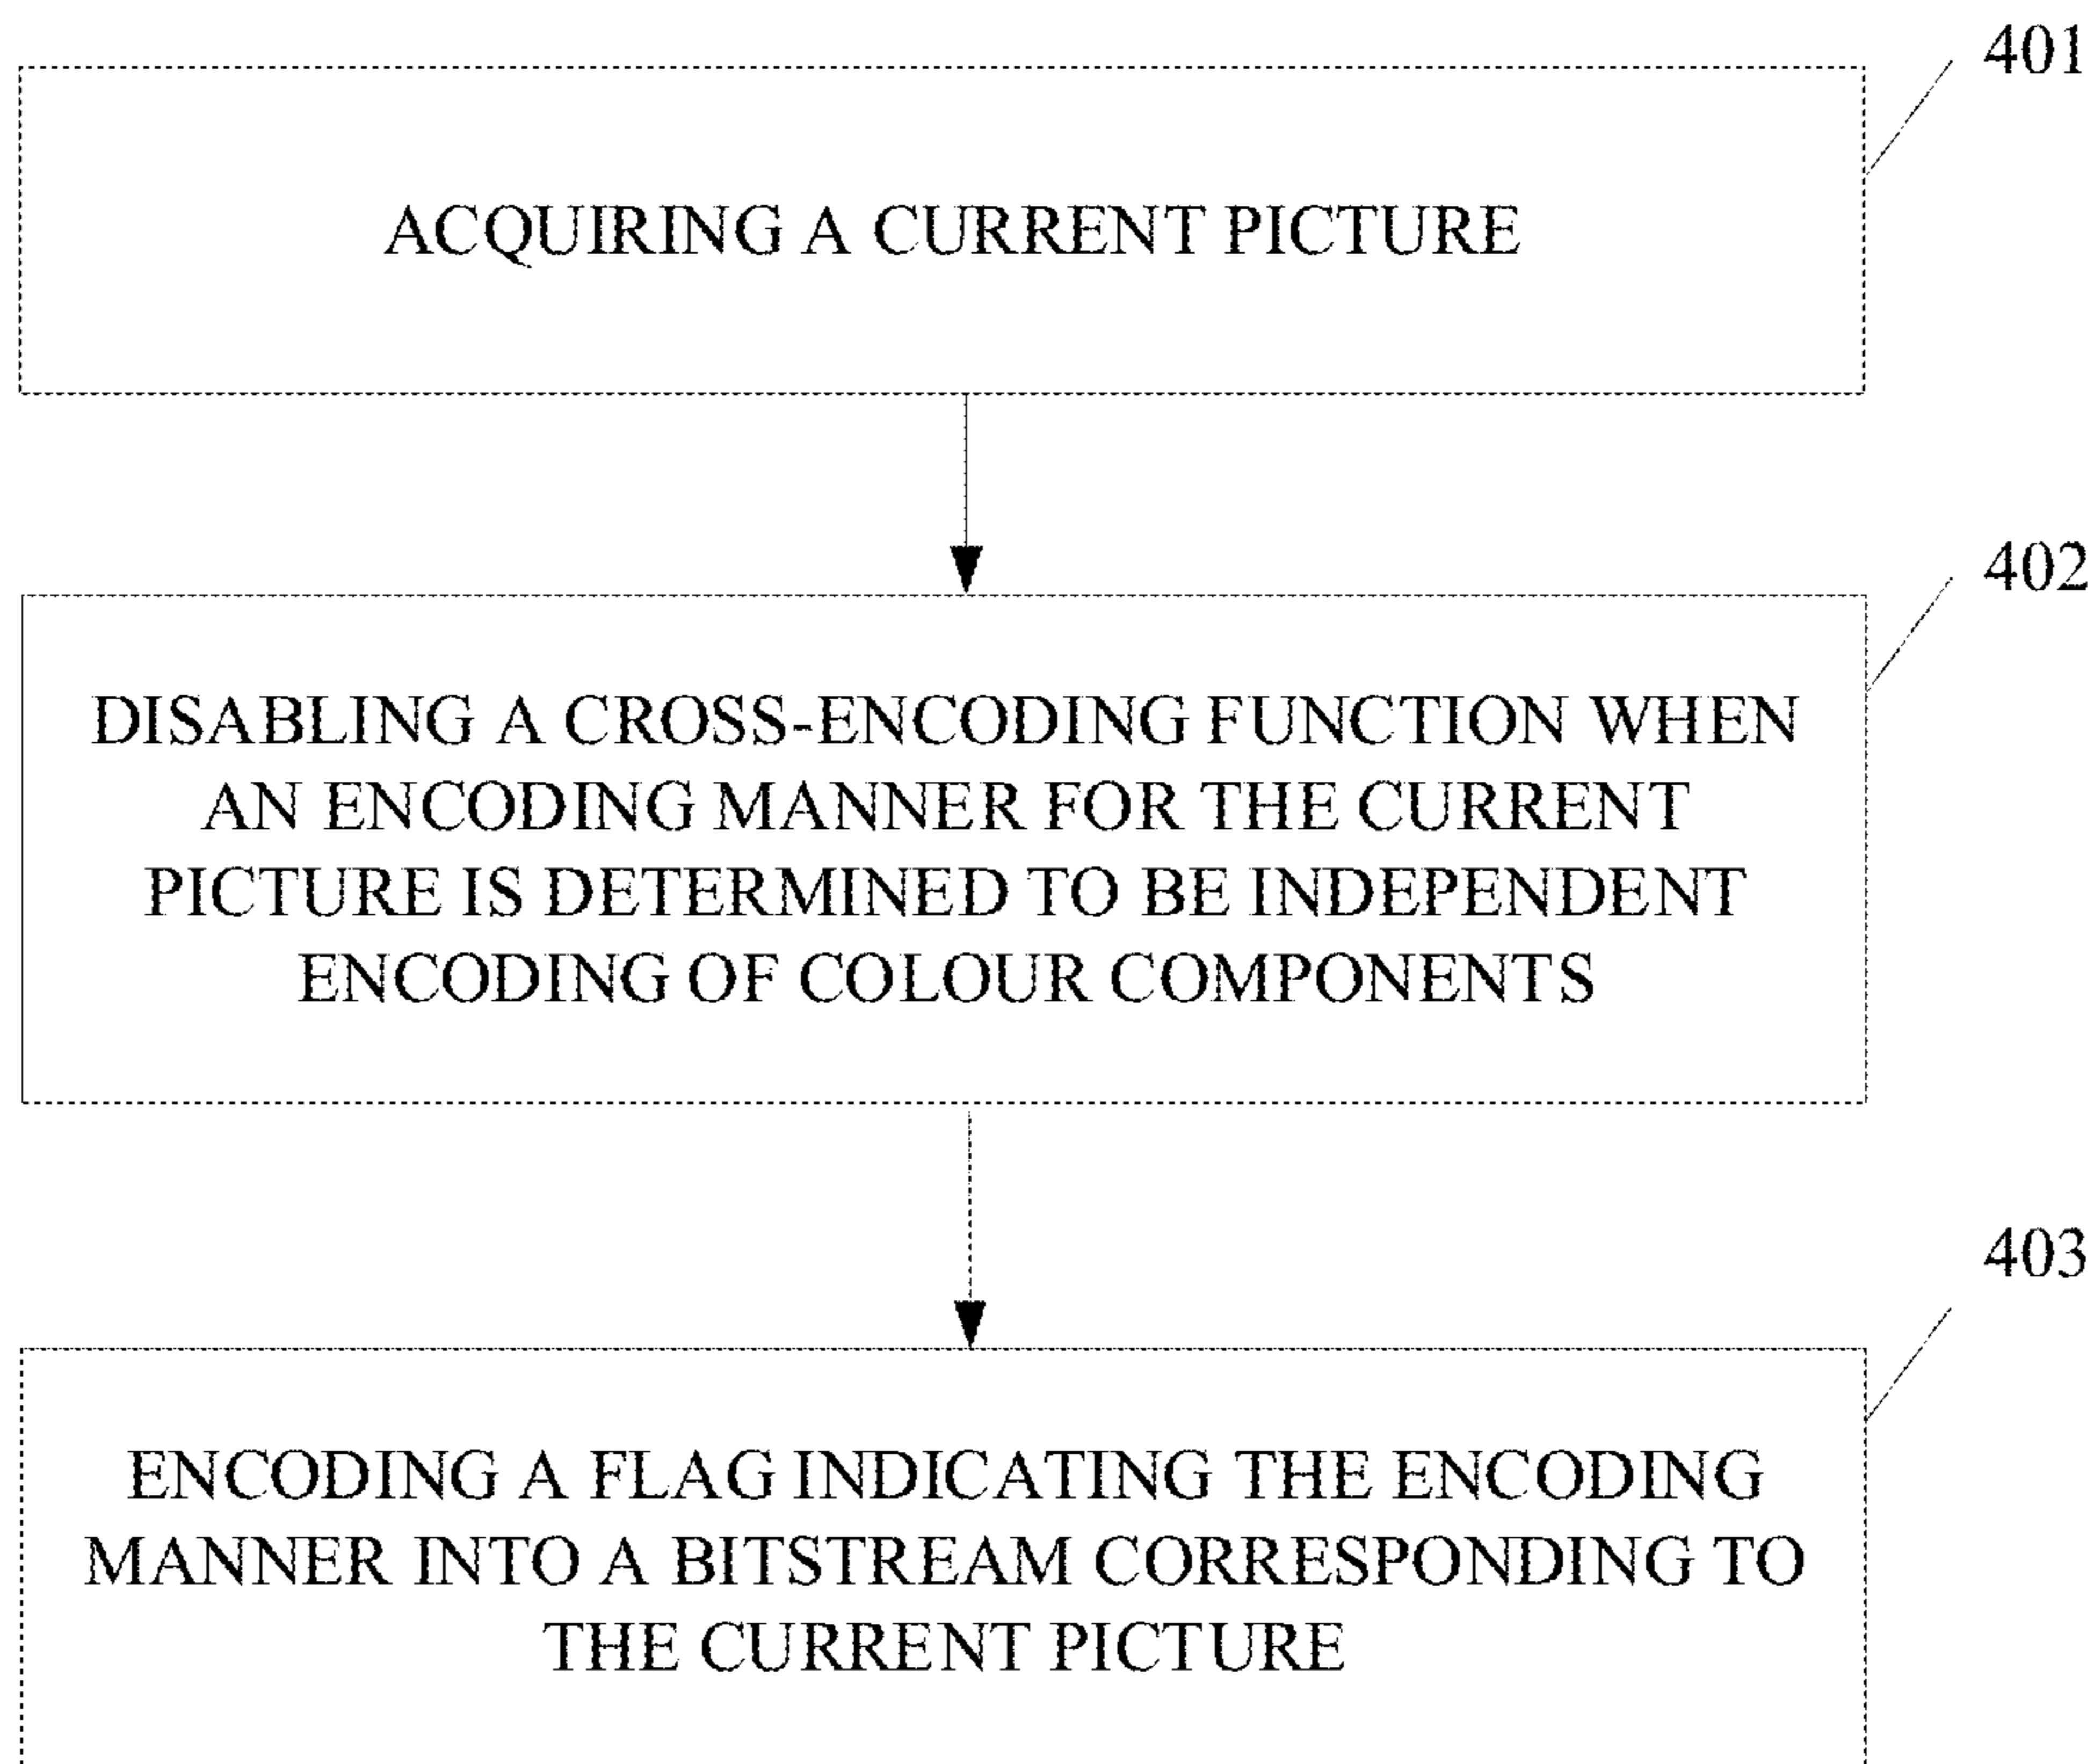 401
ACQUIRING A CURRENT PICTURE
402
DISABLING A CROSS-ENCODING FUNCTION WHEN
AN ENCODING MANNER FOR THE CURRENT
PICTURE IS DETERMINED TO BE INDEPENDENT
ENCODING OF COLOUR COMPONENTS
403
ENCODING A FLAG INDICATING THE ENCODING
MANNER INTO A BITSTREAM CORRESPONDING TO
THE CURRENT PICTURE